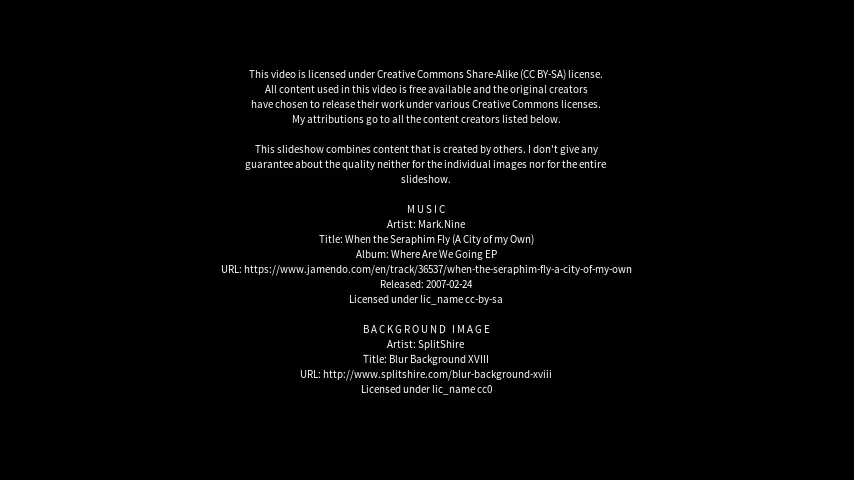 This video is licensed under Creative Commons Share-Alike (CC BY-SA) license.
All content used in this video is free available and the original creators
have chosen to release their work under various Creative Commons licenses.
My attributions go to all the content creators listed below.
This slideshow combines content that is created by others. I don't give any
guarantee about the quality neither for the individual images nor for the entire
slideshow.
MUSIC
Artist: Mark.Nine
Title: When the Seraphim Fly (A City of my Own)
Album: Where Are We Going EP
URL: https://www.jamendo.com/en/track/36537/when-the-seraphim-fly-a-city-of-my-own
Released: 2007-02-24
Licensed under lic_name cc-by-sa
BACKGROUND IMAGE
Artist: SplitShire
Title: Blur Background XVIII
URL: http://www.splitshire.com/blur-background-xviii
Licensed under lic_name cc0